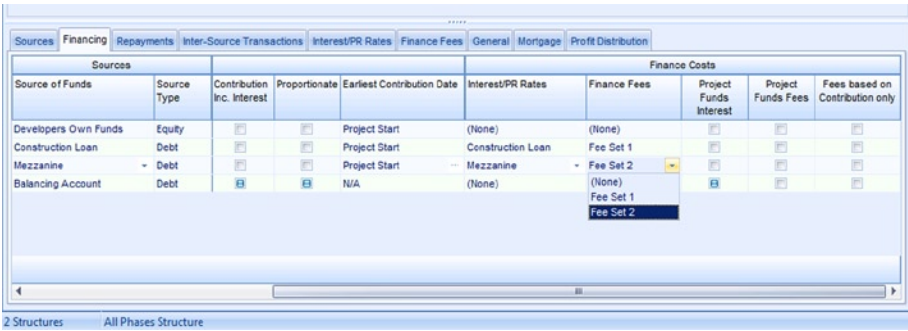 Sources Financing Repayments Inter-Source Transactions Interest/PR Rates Finance Fees General Mortgage Profit Distribution
Sources Finance Costs
Source of Funds Source Type Contribution Inc. Interest Proportionate Earliest Contribution Date Interest/PR Rates Finance Fees Project Funds Interest Project Funds Fees Fees based on Contribution only
Developers Own Funds Equity Project Start (None) (None)
Construction Loan Debt Project Start Construction Loan Fee Set 1
Mezzanine Debt Project Start ... Mezzanine Fee Set 2
Balancing Account Debt N/A (None)
(None)
Fee Set 1
Fee Set 2
2 Structures All Phases Structure